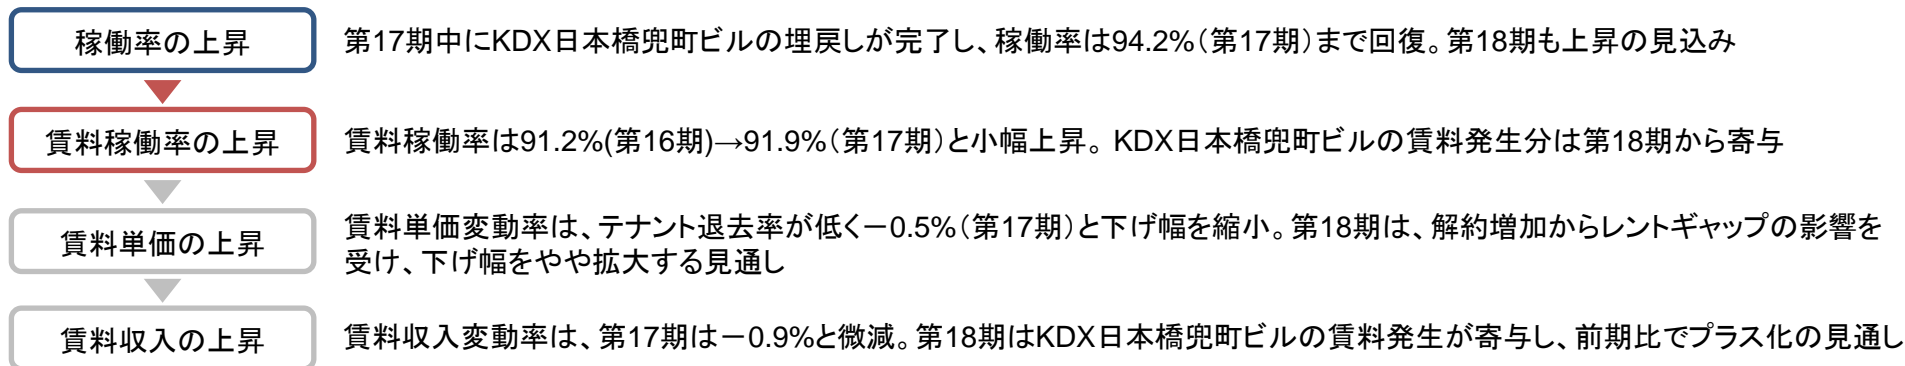 稼働率の上昇
第17期中にKDX日本橋兜町ビルの埋戻しが完了し、稼働率は94.2%（第17期）まで回復。第18期も上昇の見込み
賃料稼働率の上昇
賃料稼働率は91.2%(第16期)→91.9%（第17期）と小幅上昇。KDX日本橋兜町ビルの賃料発生分は第18期から寄与
賃料単価の上昇
賃料単価変動率は、テナント退去率が低く－0.5%（第17期）と下げ幅を縮小。第18期は、解約増加からレントギャップの影響を
受け、下げ幅をやや拡大する見通し
賃料収入の上昇
賃料収入変動率は、第17期は－0.9%と微減。第18期はKDX日本橋兜町ビルの賃料発生が寄与し、前期比でプラス化の見通し